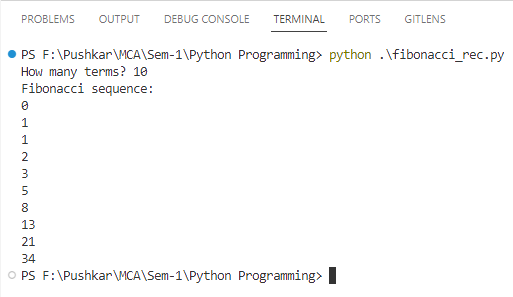 PROBLEMS OUTPUT DEBUG CONSOLE TERMINAL PORTS GITLENS
PS F:\Pushkar\MCA\Sem-1\Python Programming> python .\fibonacci_rec.py
How many terms? 10
Fibonacci sequence:
0
1
1
2
3
5
8
13
21
34
PS F:\Pushkar\MCA\Sem-1\Python Programming>